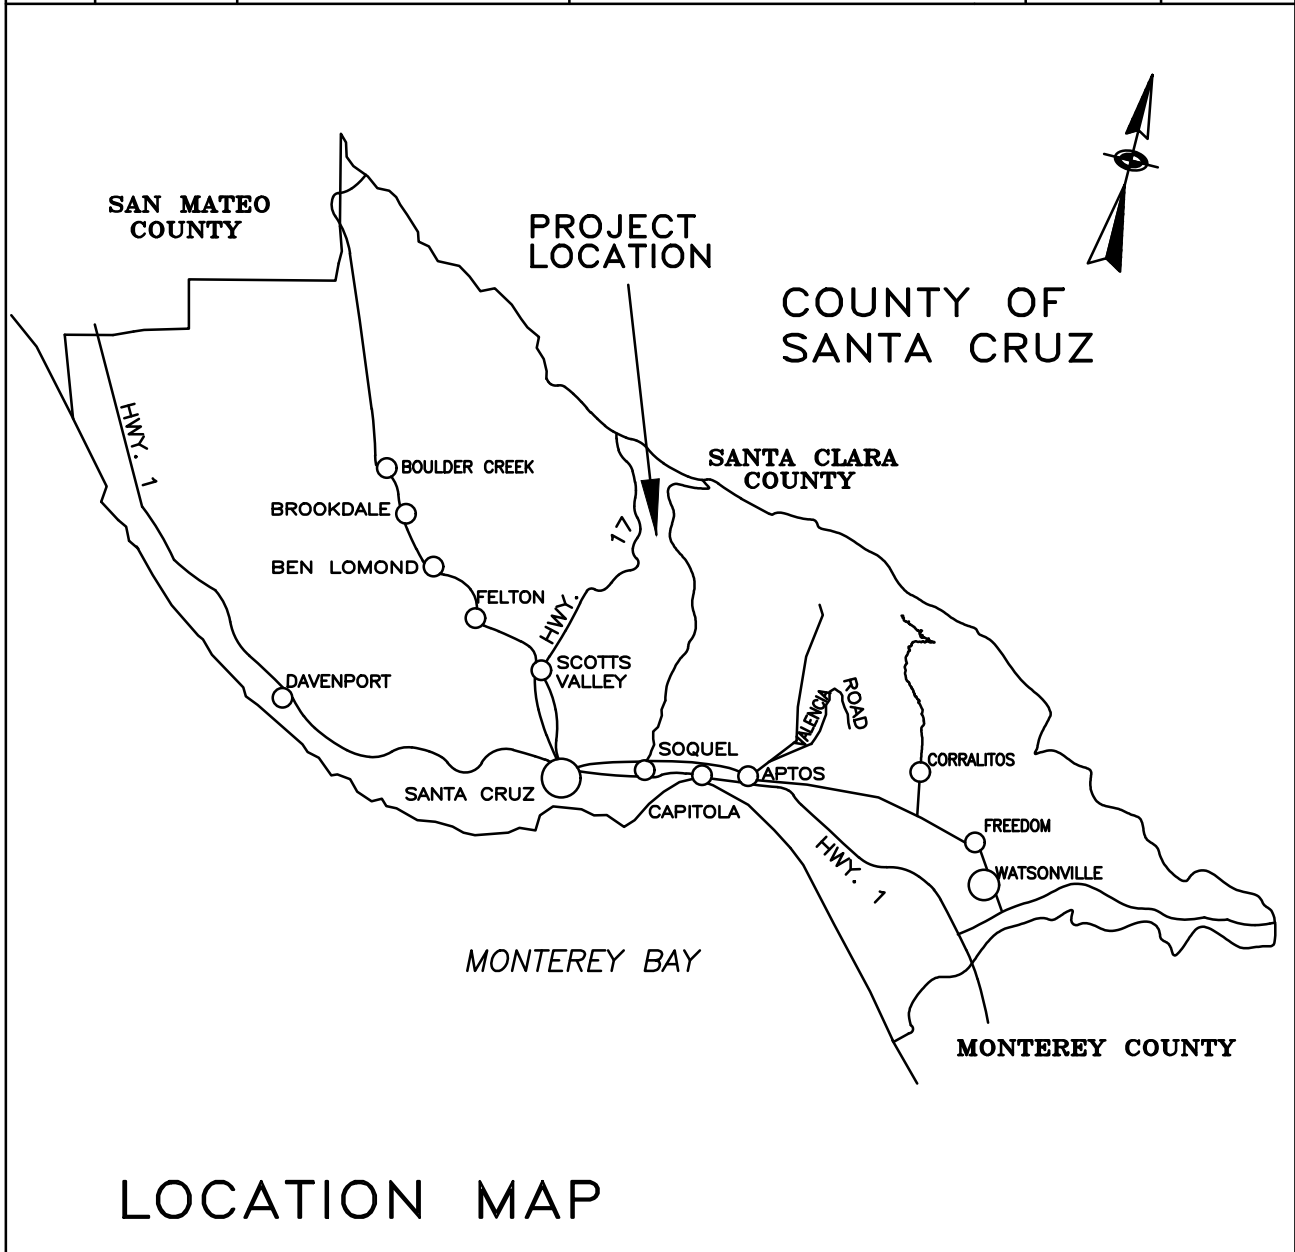 SAN MATEO
COUNTY
PROJECT
LOCATION
COUNTY OF
SANTA CRUZ
HWY. 1
SANTA CLARA
COUNTY
BOULDER CREEK
BROOKDALE
BEN LOMOND
FELTON
HWY. 17
SCOTTS
VALLEY
DAVENPORT
VALENCIA
ROAD
SOQUEL
CORRALITOS
APTOS
SANTA CRUZ
CAPITOLA
FREEDOM
HWY. 1
WATSONVILLE
MONTEREY BAY
MONTEREY COUNTY
LOCATION MAP